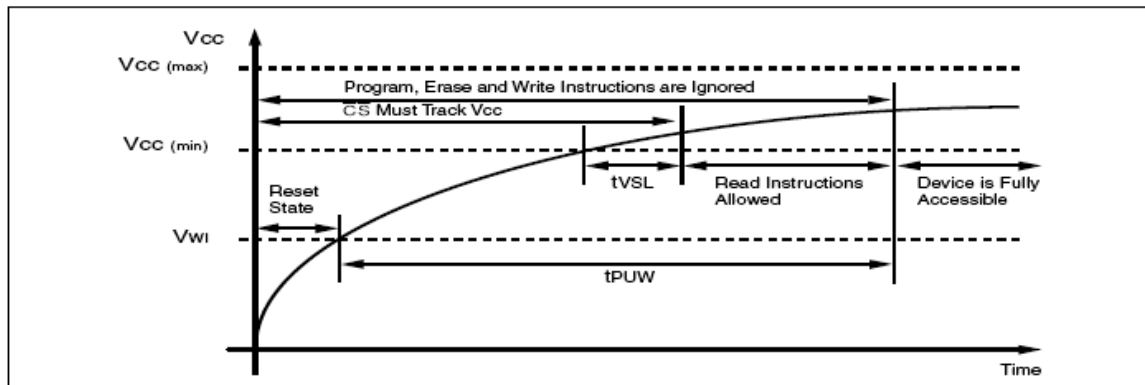 Vcc
Vcc (max)
Program, Erase and Write Instructions are Ignored
CS Must Track Vcc
Vcc (min)
tVSL
Read Instructions
Allowed
Device is Fully
Accessible
Reset
State
VWI
tPUW
Time